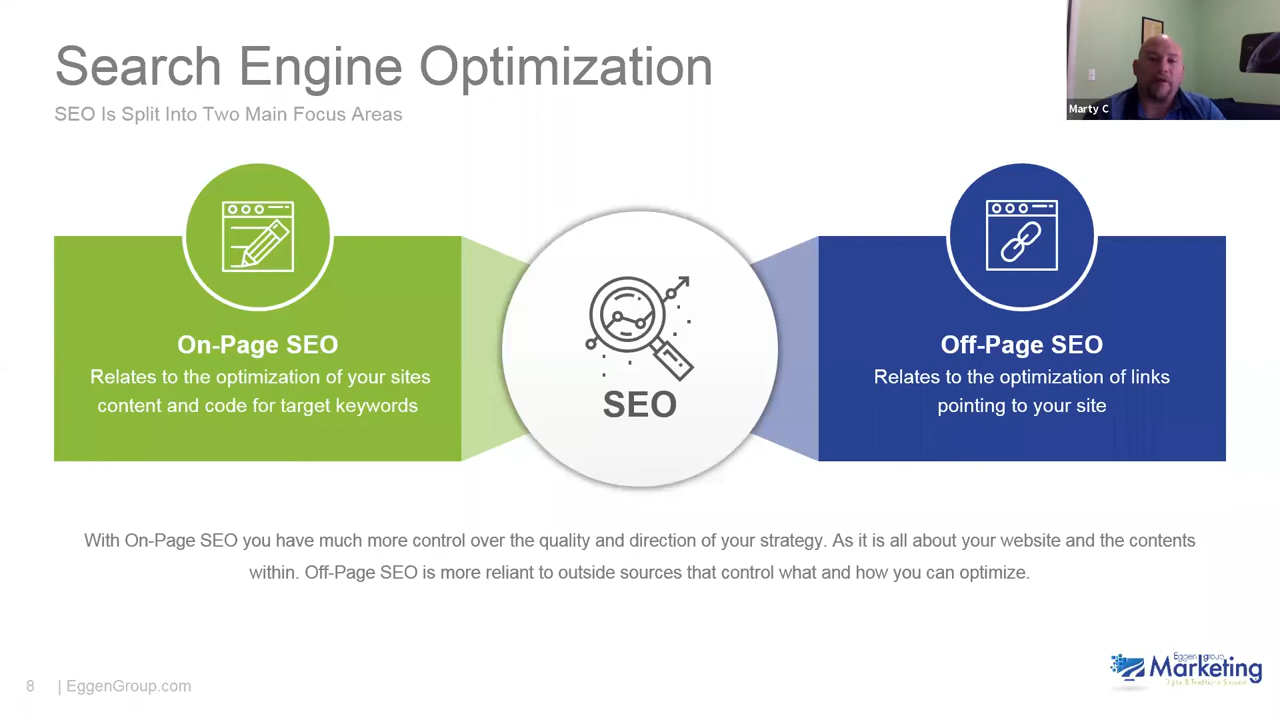 Search Engine Optimization
SEO Is Split Into Two Main Focus Areas
Marty C
On-Page SEO
Relates to the optimization of your sites
content and code for target keywords
SEO
Off-Page SEO
Relates to the optimization of links
pointing to your site
With On-Page SEO you have much more control over the quality and direction of your strategy. As it is all about your website and the contents
within. Off-Page SEO is more reliant to outside sources that control what and how you can optimize.
8 | EggenGroup.com
Eggen group
Marketing